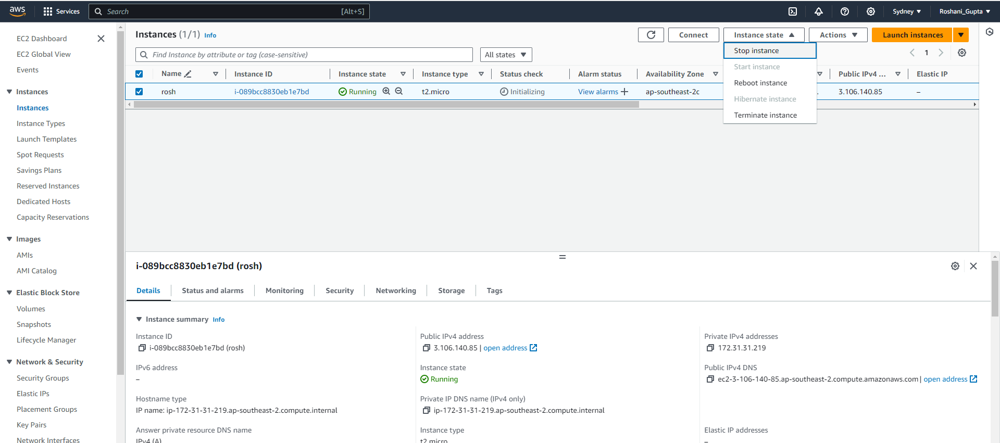 aws Services Search [Alt+S] Sydney Roshani_Gupta
EC2 Dashboard
EC2 Global View
Events
Instances
Instances
Instance Types
Launch Templates
Spot Requests
Savings Plans
Reserved Instances
Dedicated Hosts
Capacity Reservations
Images
AMIs
AMI Catalog
Elastic Block Store
Volumes
Snapshots
Lifecycle Manager
Network & Security
Security Groups
Elastic IPs
Placement Groups
Key Pairs
Network Interfaces
Instances (1/1) Info Connect Instance state Actions Launch instances
Find Instance by attribute or tag (case-sensitive) All states 1
Stop instance
Start instance
Reboot instance
Hibernate instance
Terminate instance
Name Instance ID Instance state Instance type Status check Alarm status Availability Zone Public IPv4 ... Elastic IP
rosh i-089bcc8830eb1e7bd Running t2.micro Initializing View alarms ap-southeast-2c . 3.106.140.85 –
i-089bcc8830eb1e7bd (rosh)
Details Status and alarms Monitoring Security Networking Storage Tags
Instance summary Info
Instance ID
i-089bcc8830eb1e7bd (rosh)
Public IPv4 address
3.106.140.85 | open address
Private IPv4 addresses
172.31.31.219
IPv6 address
–
Instance state
Running
Public IPv4 DNS
ec2-3-106-140-85.ap-southeast-2.compute.amazonaws.com | open address
Hostname type
IP name: ip-172-31-31-219.ap-southeast-2.compute.internal
Private IP DNS name (IPv4 only)
ip-172-31-31-219.ap-southeast-2.compute.internal
Answer private resource DNS name
IPv4 (A)
Instance type
t2.micro
Elastic IP addresses
–